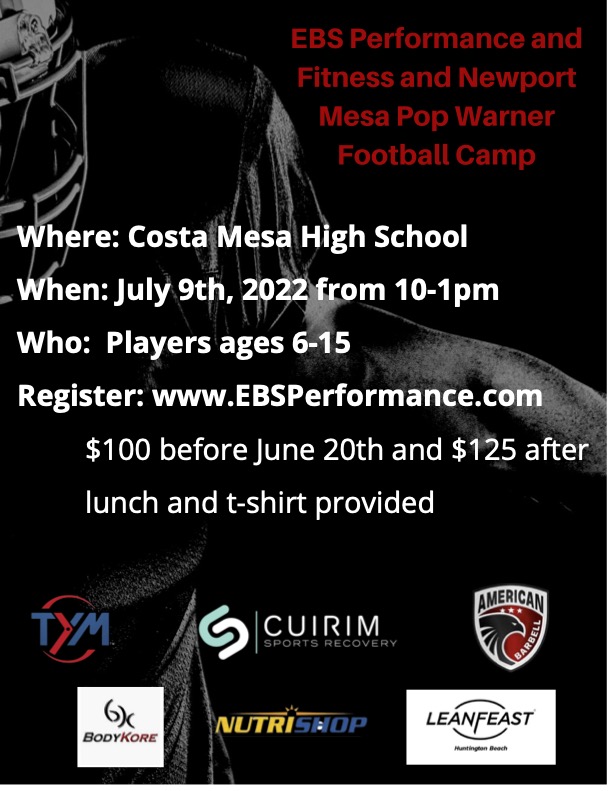 EBS Performance and
Fitness and Newport
Mesa Pop Warner
Football Camp
Where: Costa Mesa High School
When: July 9th, 2022 from 10-1pm
Who:  Players ages 6-15
Register: www.EBSPerformance.com
$100 before June 20th and $125 after
lunch and t-shirt provided
TYM
CUIRIM
SPORTS RECOVERY
AMERICAN
BARBELL
BODYKORE
NUTRISHOP
LEANFEAST
Huntington Beach